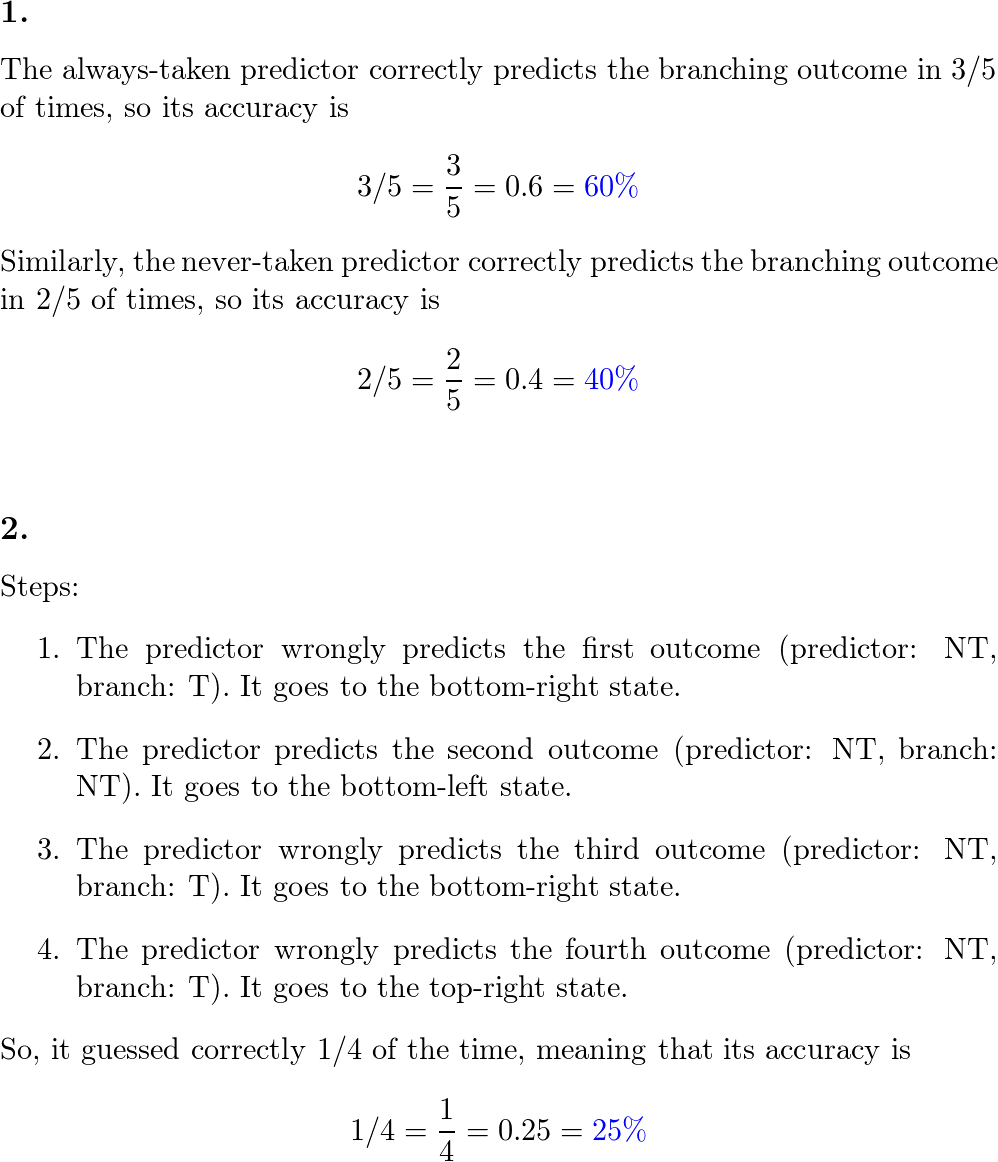 1.
The always-taken predictor correctly predicts the branching outcome in 3/5
of times, so its accuracy is
3/5 = \frac{3}{5} = 0.6 = 60%
Similarly, the never-taken predictor correctly predicts the branching outcome
in 2/5 of times, so its accuracy is
2/5 = \frac{2}{5} = 0.4 = 40%
2.
Steps:
1. The predictor wrongly predicts the first outcome (predictor: NT,
branch: T). It goes to the bottom-right state.
2. The predictor predicts the second outcome (predictor: NT, branch:
NT). It goes to the bottom-left state.
3. The predictor wrongly predicts the third outcome (predictor: NT,
branch: T). It goes to the bottom-right state.
4. The predictor wrongly predicts the fourth outcome (predictor: NT,
branch: T). It goes to the top-right state.
So, it guessed correctly 1/4 of the time, meaning that its accuracy is
1/4 = \frac{1}{4} = 0.25 = 25%